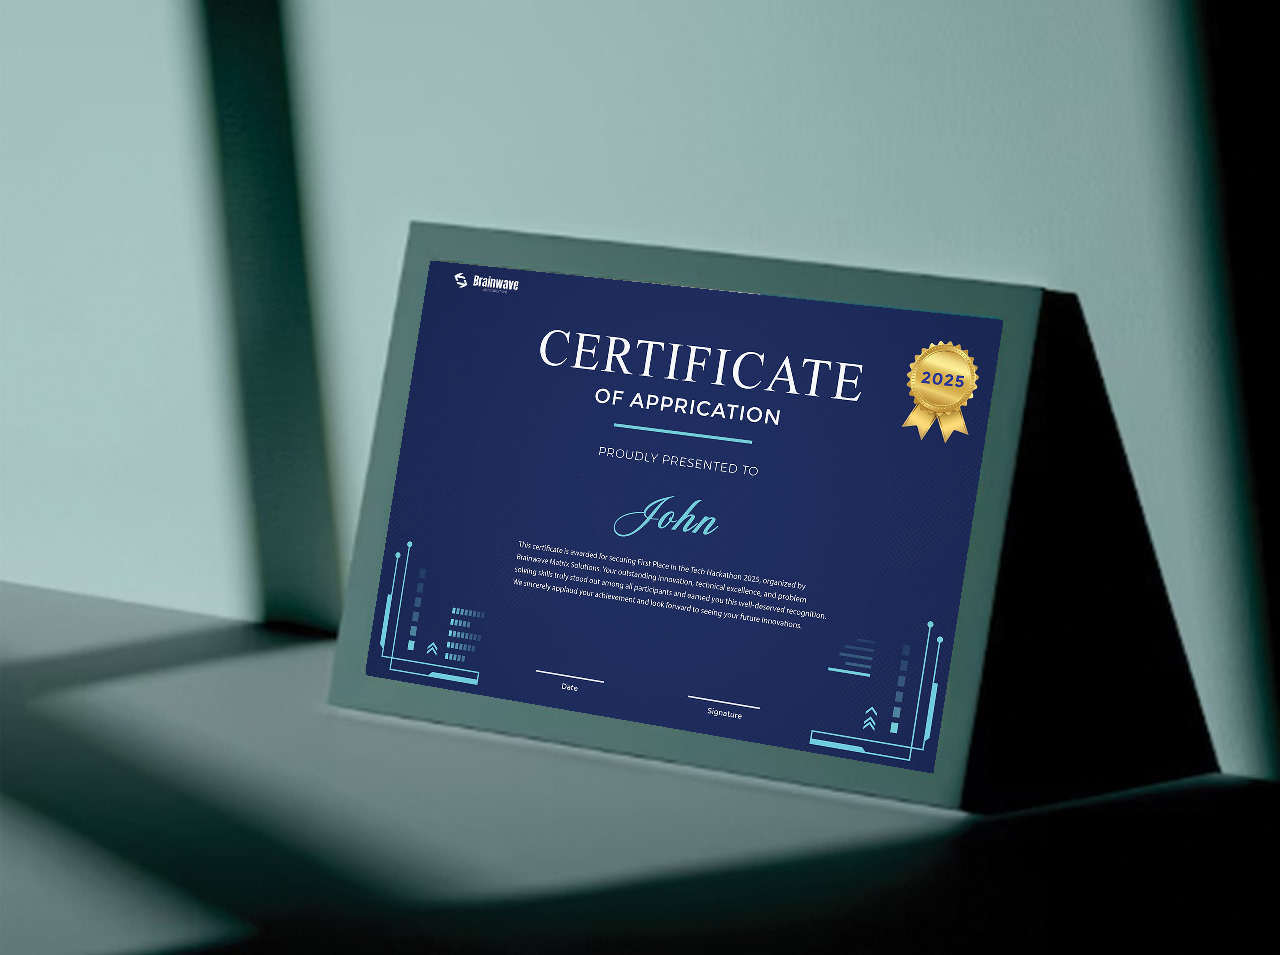 Brainwave
CERTIFICATE
OF APPRICATION
2025
PROUDLY PRESENTED TO
John
This certificate is awarded for securing First Place in the Tech Hackathon 2025, organized by
Brainwave Matrix Solutions. Your outstanding innovation, technical excellence, and problem
solving skills truly stood out among all participants and earned you this well-deserved recognition.
We sincerely applaud your achievement and look forward to seeing your future innovations.
Date
Signature